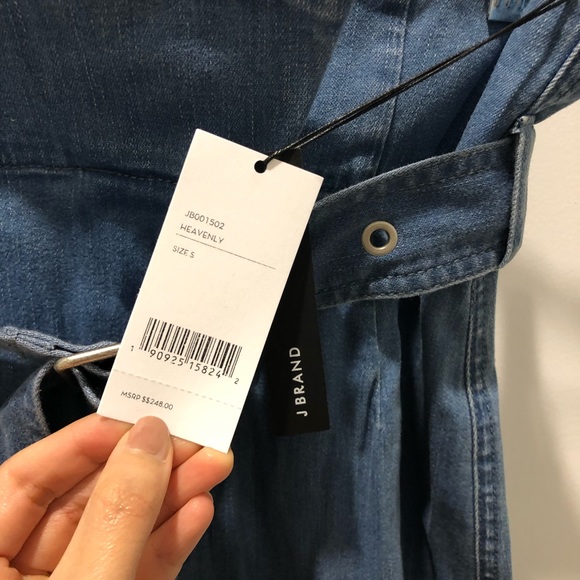 JB001502
HEAVENLY
SIZE S
1 90925 15824 2
MSRP $$248.00
J BRAND